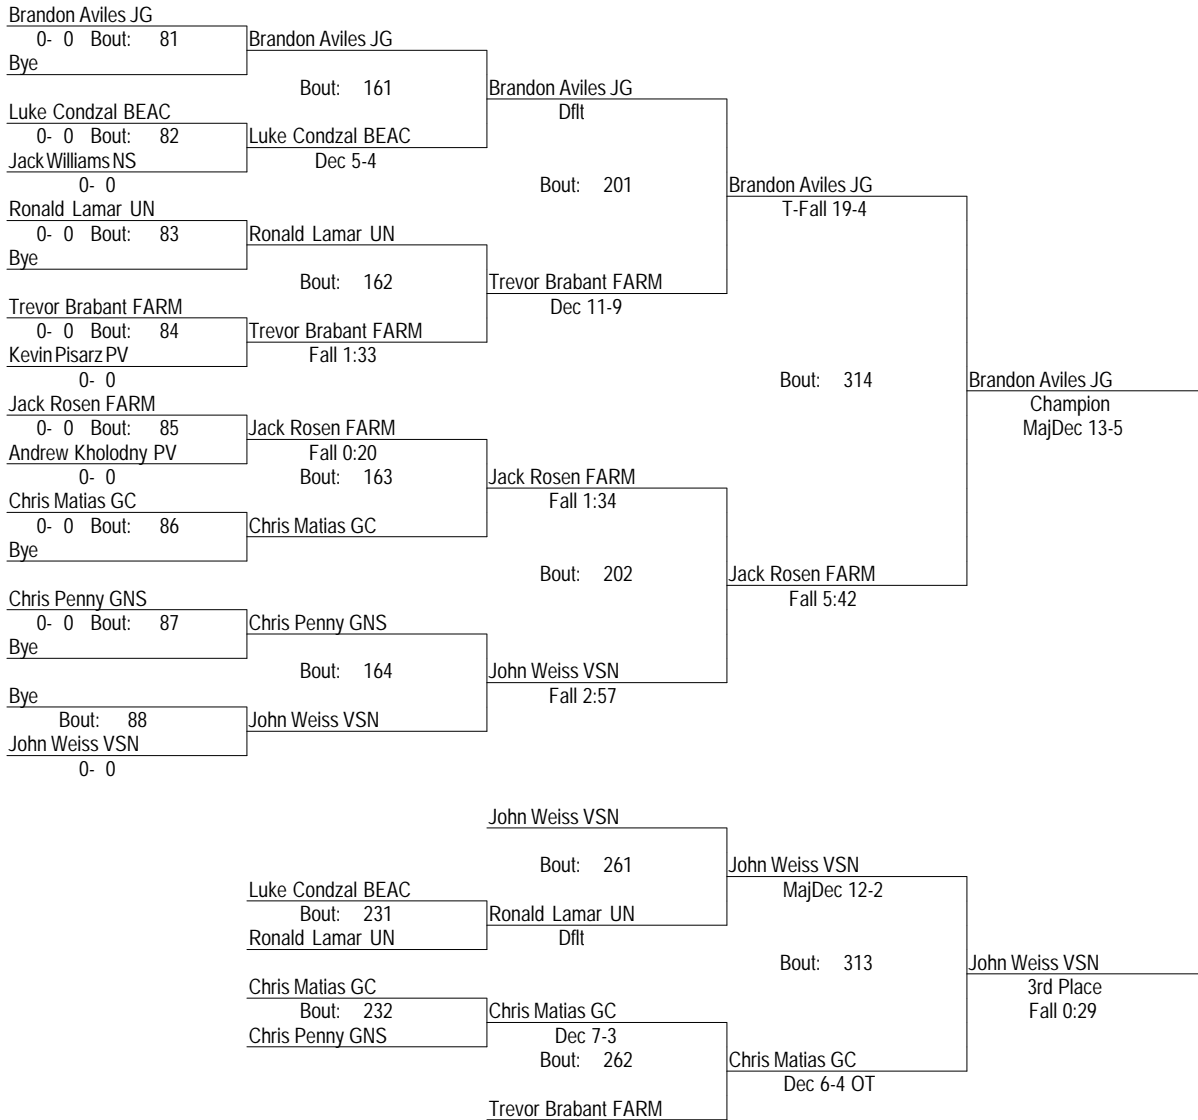 Brandon Aviles JG
0- 0 Bout: 81
Bye
Brandon Aviles JG
Bout: 161
Luke Condzal BEAC
0- 0 Bout: 82
Jack Williams NS
0- 0
Luke Condzal BEAC
Dec 5-4
Brandon Aviles JG
Dflt
Bout: 201
Ronald Lamar UN
0- 0 Bout: 83
Bye
Ronald Lamar UN
Bout: 162
Trevor Brabant FARM
0- 0 Bout: 84
Kevin Pisarz PV
0- 0
Trevor Brabant FARM
Fall 1:33
Trevor Brabant FARM
Dec 11-9
Brandon Aviles JG
T-Fall 19-4
Bout: 314
Jack Rosen FARM
0- 0 Bout: 85
Andrew Kholodny PV
0- 0
Jack Rosen FARM
Fall 0:20
Bout: 163
Chris Matias GC
0- 0 Bout: 86
Bye
Chris Matias GC
Jack Rosen FARM
Fall 1:34
Bout: 202
Chris Penny GNS
0- 0 Bout: 87
Bye
Chris Penny GNS
Bout: 164
Bye
Bout: 88
John Weiss VSN
0- 0
John Weiss VSN
John Weiss VSN
Fall 2:57
Jack Rosen FARM
Fall 5:42
Brandon Aviles JG
Champion
MajDec 13-5
John Weiss VSN
Bout: 261
Luke Condzal BEAC
Bout: 231
Ronald Lamar UN
Ronald Lamar UN
Dflt
John Weiss VSN
MajDec 12-2
Bout: 313
Chris Matias GC
Bout: 232
Chris Penny GNS
Chris Matias GC
Dec 7-3
Bout: 262
Trevor Brabant FARM
Chris Matias GC
Dec 6-4 OT
John Weiss VSN
3rd Place
Fall 0:29